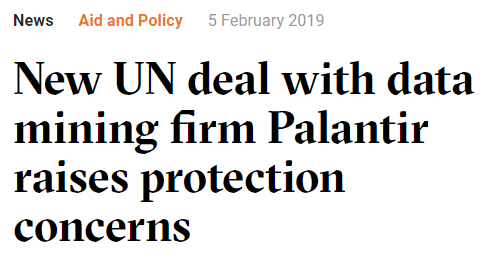 News Aid and Policy 5 February 2019
New UN deal with data
mining firm Palantir
raises protection
concerns